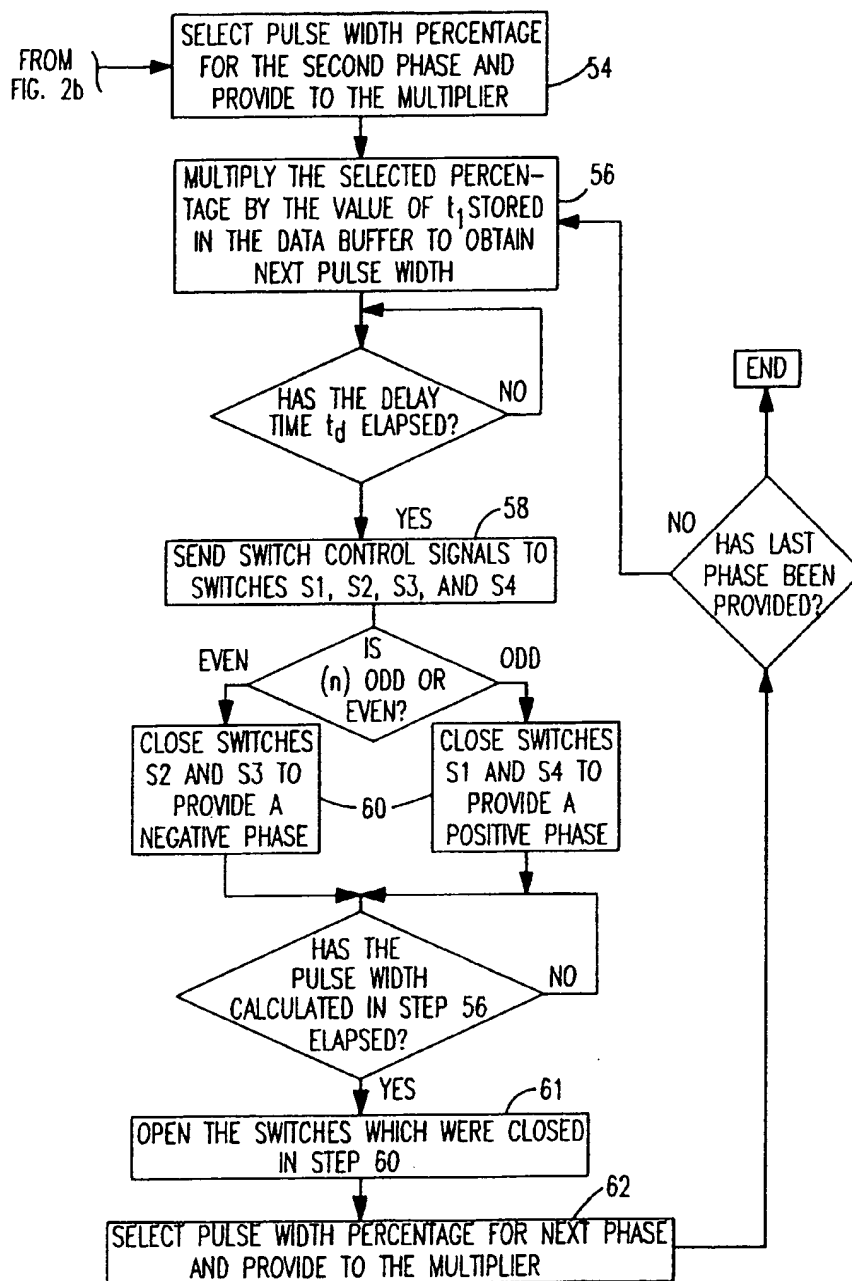 FROM
FIG. 2b
SELECT PULSE WIDTH PERCENTAGE
FOR THE SECOND PHASE AND
PROVIDE TO THE MULTIPLIER
54
MULTIPLY THE SELECTED PERCEN-
TAGE BY THE VALUE OF t1 STORED
IN THE DATA BUFFER TO OBTAIN
NEXT PULSE WIDTH
56
HAS THE DELAY
TIME td ELAPSED?
NO
YES
58
SEND SWITCH CONTROL SIGNALS TO
SWITCHES S1, S2, S3, AND S4
IS
(n) ODD OR
EVEN?
EVEN
ODD
CLOSE SWITCHES
S2 AND S3 TO
PROVIDE A
NEGATIVE PHASE
60
CLOSE SWITCHES
S1 AND S4 TO
PROVIDE A
POSITIVE PHASE
HAS THE
PULSE WIDTH
CALCULATED IN STEP 56
ELAPSED?
NO
YES
61
OPEN THE SWITCHES WHICH WERE CLOSED
IN STEP 60
62
SELECT PULSE WIDTH PERCENTAGE FOR NEXT PHASE
AND PROVIDE TO THE MULTIPLIER
HAS LAST
PHASE BEEN
PROVIDED?
NO
END